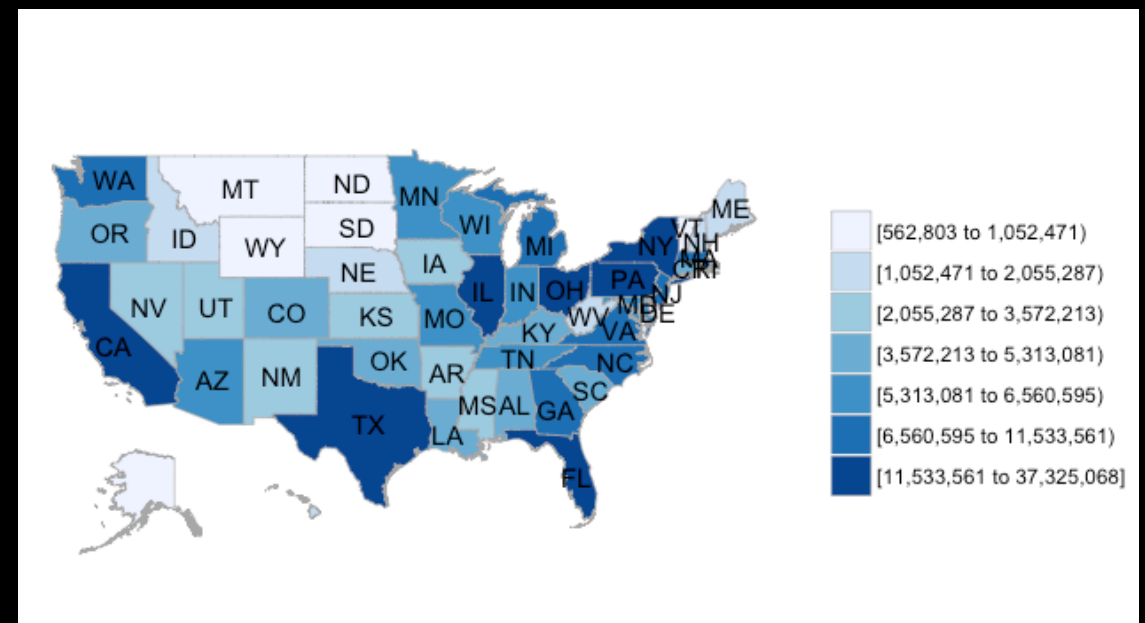 WA
MT
ND
MN
ME
VT
OR
ID
SD
WI
NH
WY
MI
NY
MA
NE
IA
CT
RI
PA
NV
UT
IL
IN
OH
NJ
CO
KS
MO
MD
DE
WV
KY
VA
CA
OK
TN
NC
AZ
NM
AR
SC
MS
AL
GA
TX
LA
FL
[562,803 to 1,052,471)
[1,052,471 to 2,055,287)
[2,055,287 to 3,572,213)
[3,572,213 to 5,313,081)
[5,313,081 to 6,560,595)
[6,560,595 to 11,533,561)
[11,533,561 to 37,325,068]